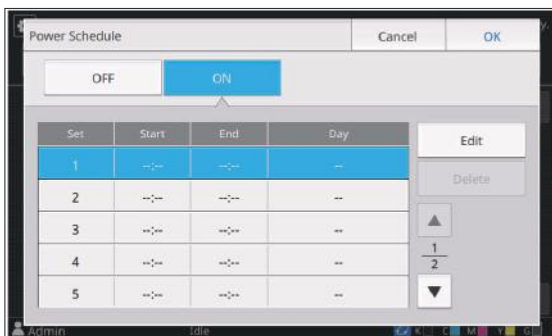 Power Schedule Cancel OK
OFF ON
Set Start End Day Edit
1 --:-- --:-- --
Delete
2 --:-- --:-- --
3 --:-- --:-- --
4 --:-- --:-- --
1
2
5 --:-- --:-- --
Admin Idle K C M Y G